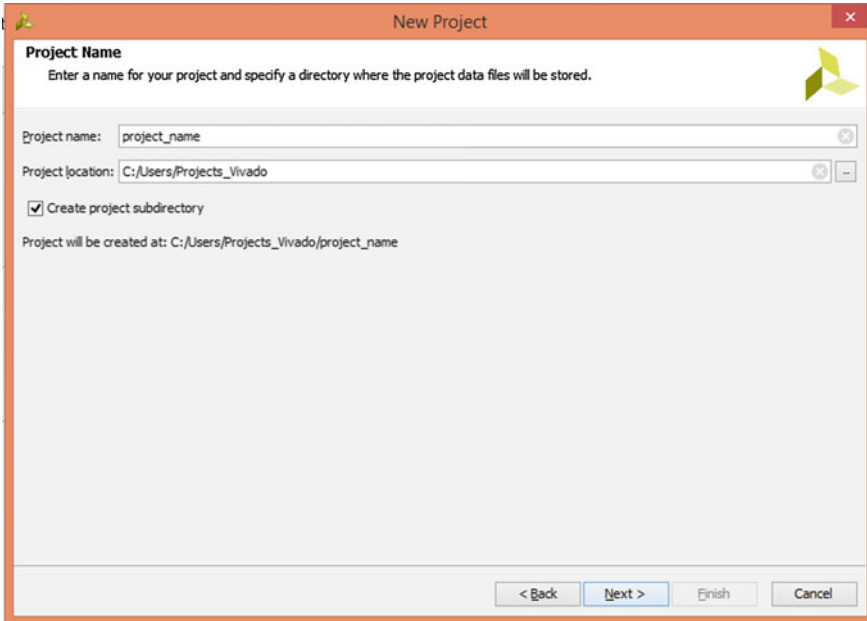 New Project
Project Name
Enter a name for your project and specify a directory where the project data files will be stored.
Project name: project_name
Project location: C:/Users/Projects_Vivado
...
Create project subdirectory
Project will be created at: C:/Users/Projects_Vivado/project_name
< Back Next > Finish Cancel